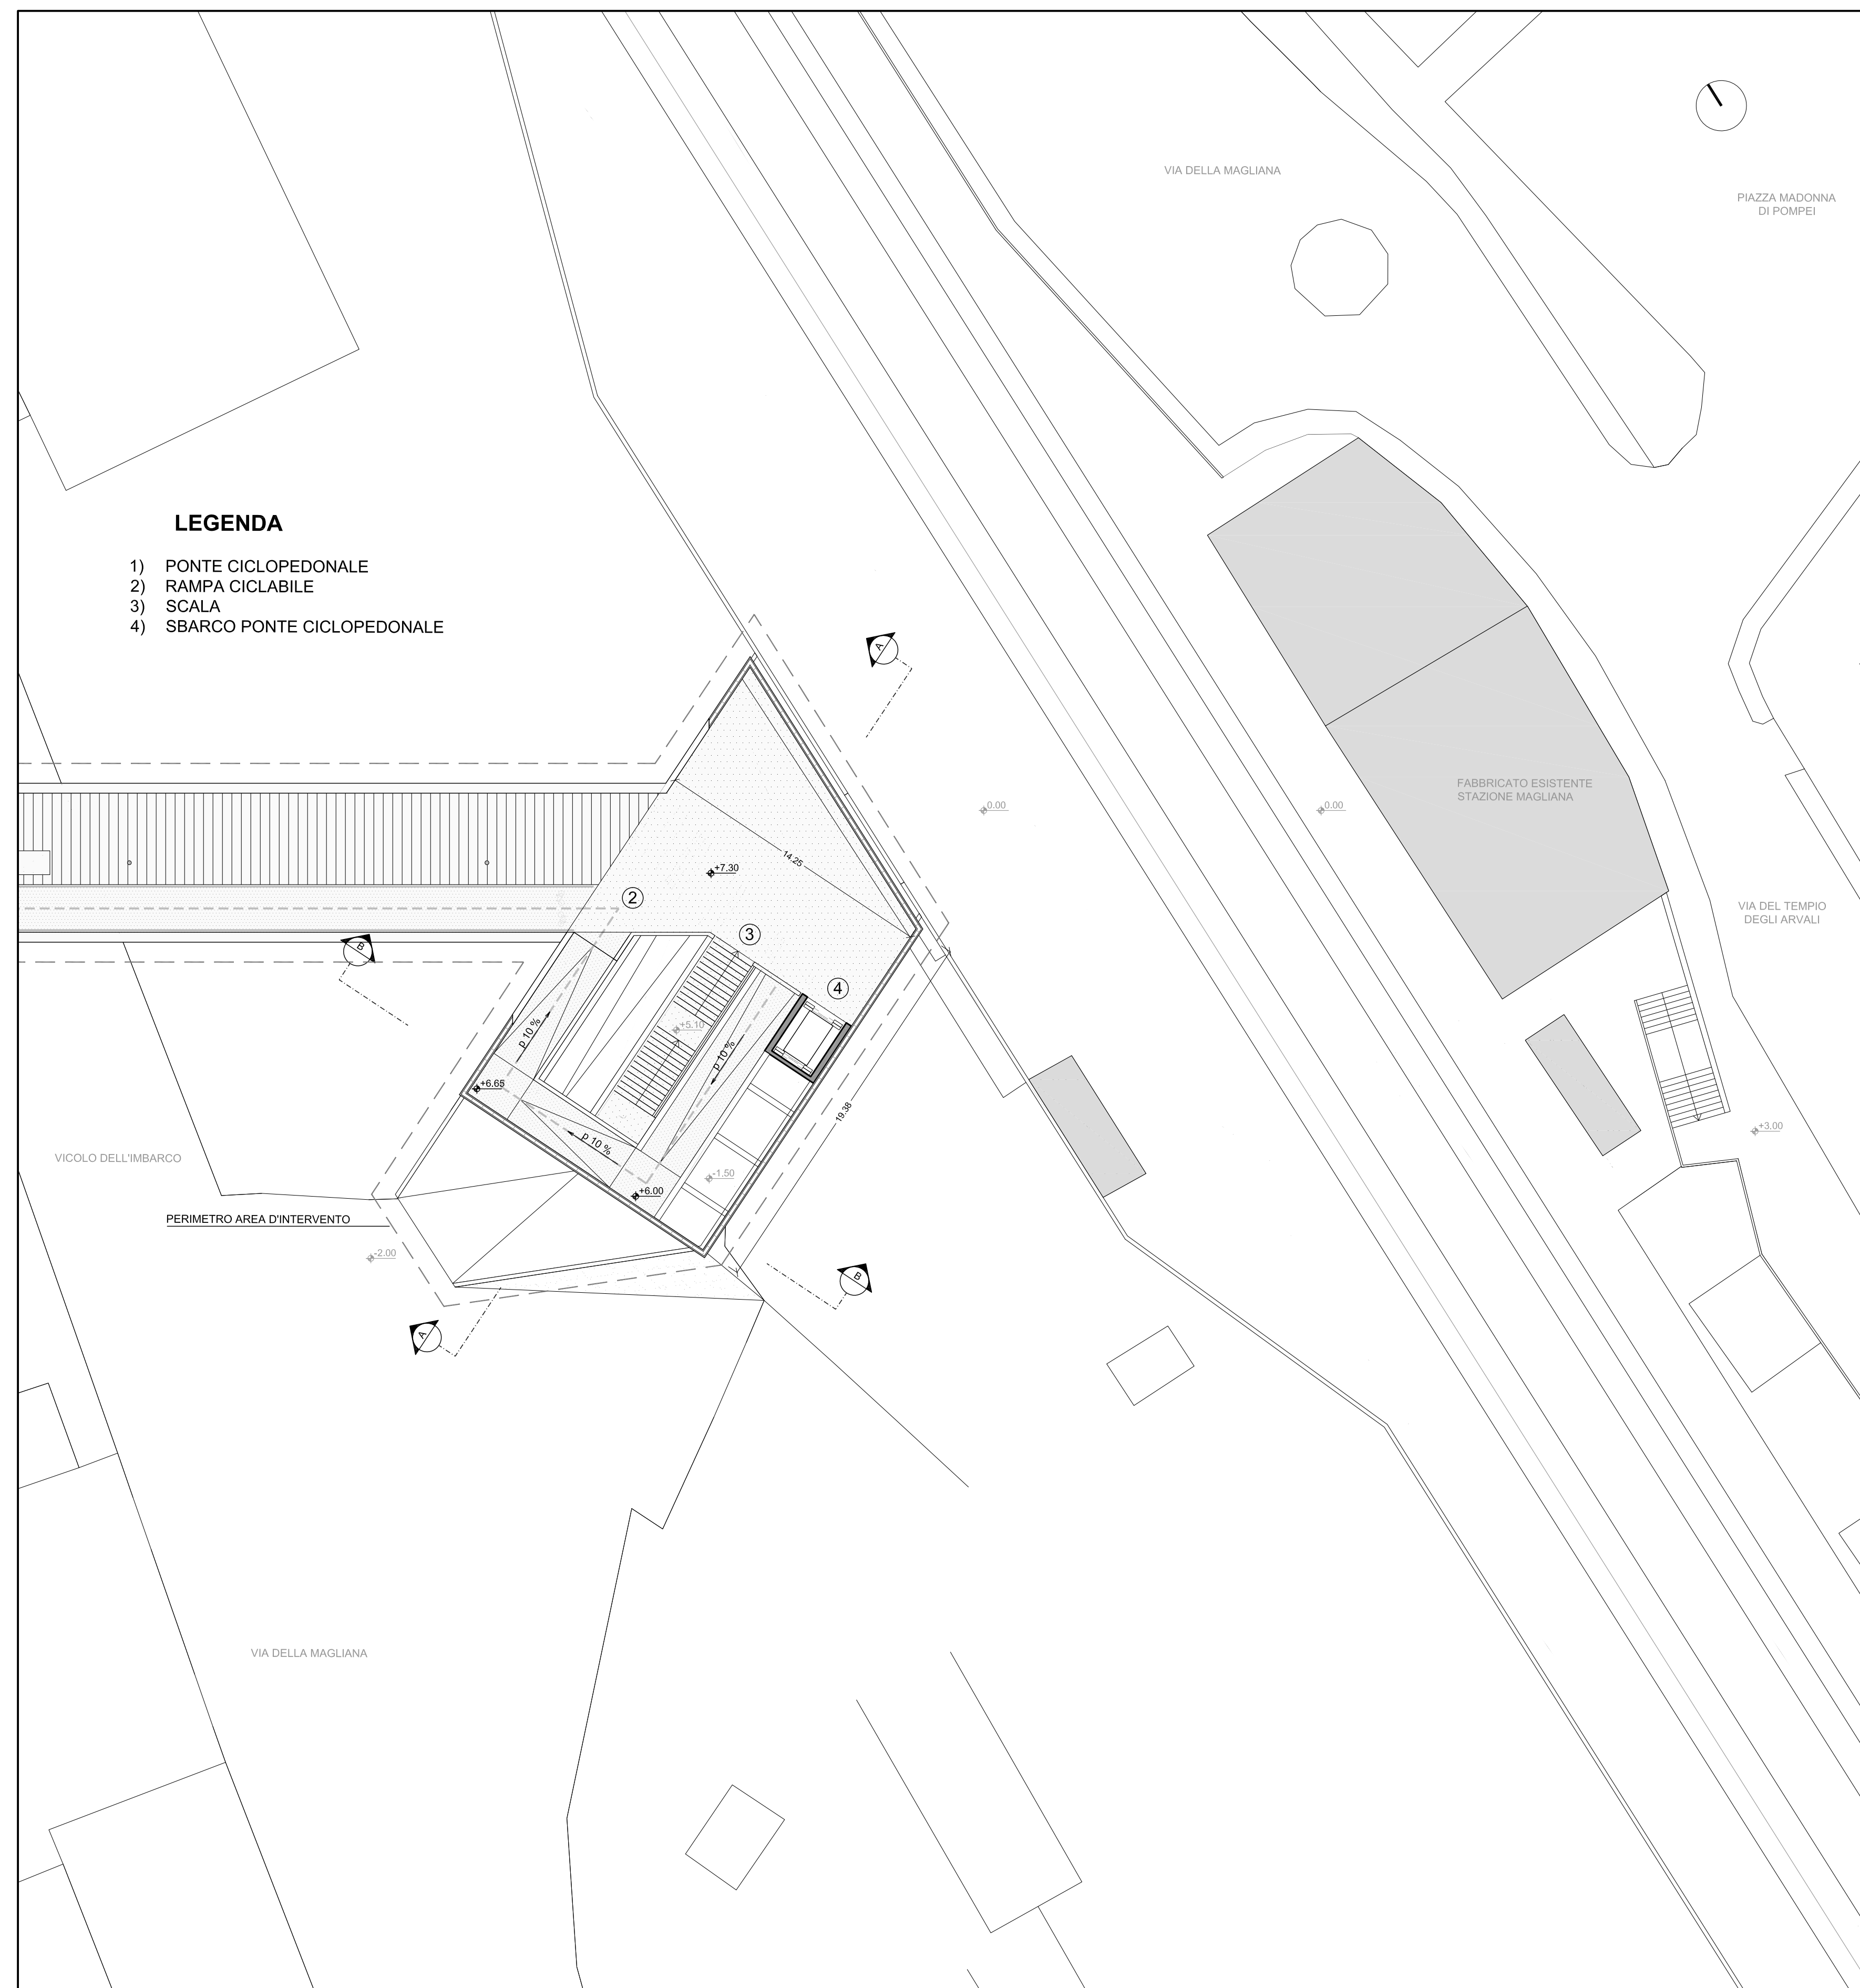 VIA DELLA MAGLIANA
PIAZZA MADONNA
DI POMPEI
LEGENDA
1) PONTE CICLOPEDONALE
2) RAMPA CICLABILE
3) SCALA
4) SBARCO PONTE CICLOPEDONALE
A
FABBRICATO ESISTENTE
STAZIONE MAGLIANA
0.00
0.00
14.25
+7.30
2
VIA DEL TEMPIO
DEGLI ARVALI
3
B
4
+5.10
p 10 %
p 10 %
+6.65
19.38
+3.00
p 10 %
VICOLO DELL'IMBARCO
-1.50
+6.00
PERIMETRO AREA D'INTERVENTO
-2.00
B
A
VIA DELLA MAGLIANA